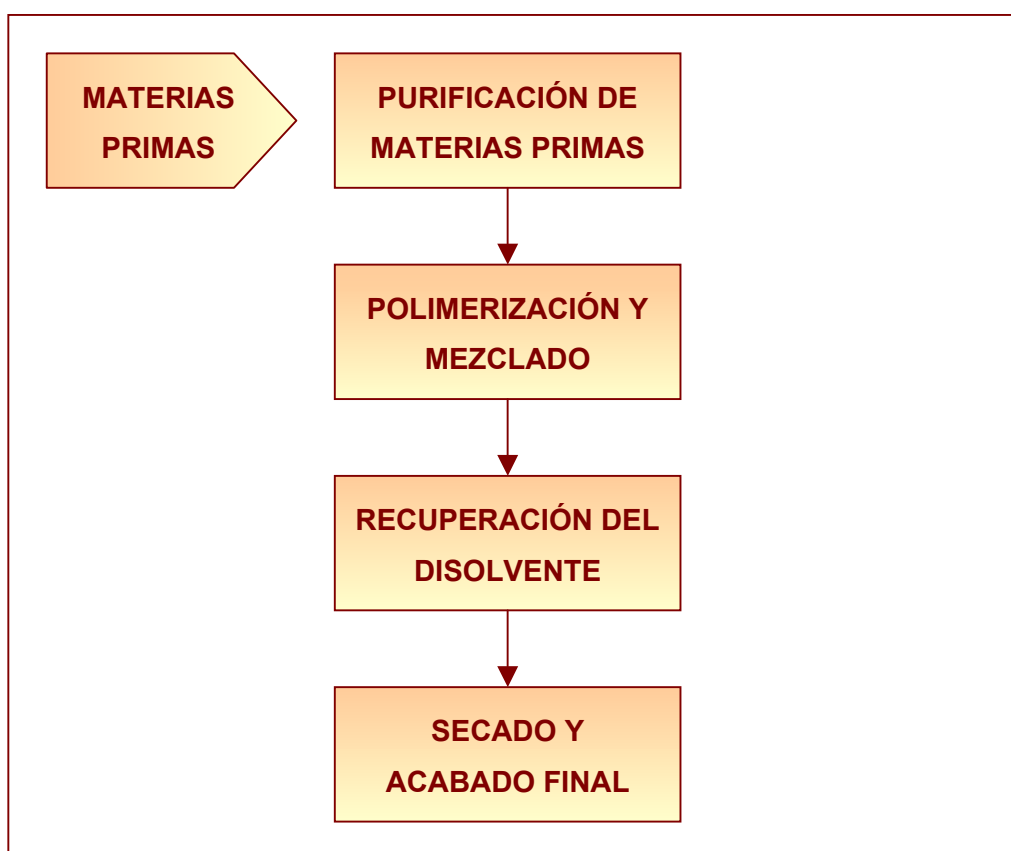 MATERIAS
PRIMAS
PURIFICACIÓN DE
MATERIAS PRIMAS
POLIMERIZACIÓN Y
MEZCLADO
RECUPERACIÓN DEL
DISOLVENTE
SECADO Y
ACABADO FINAL